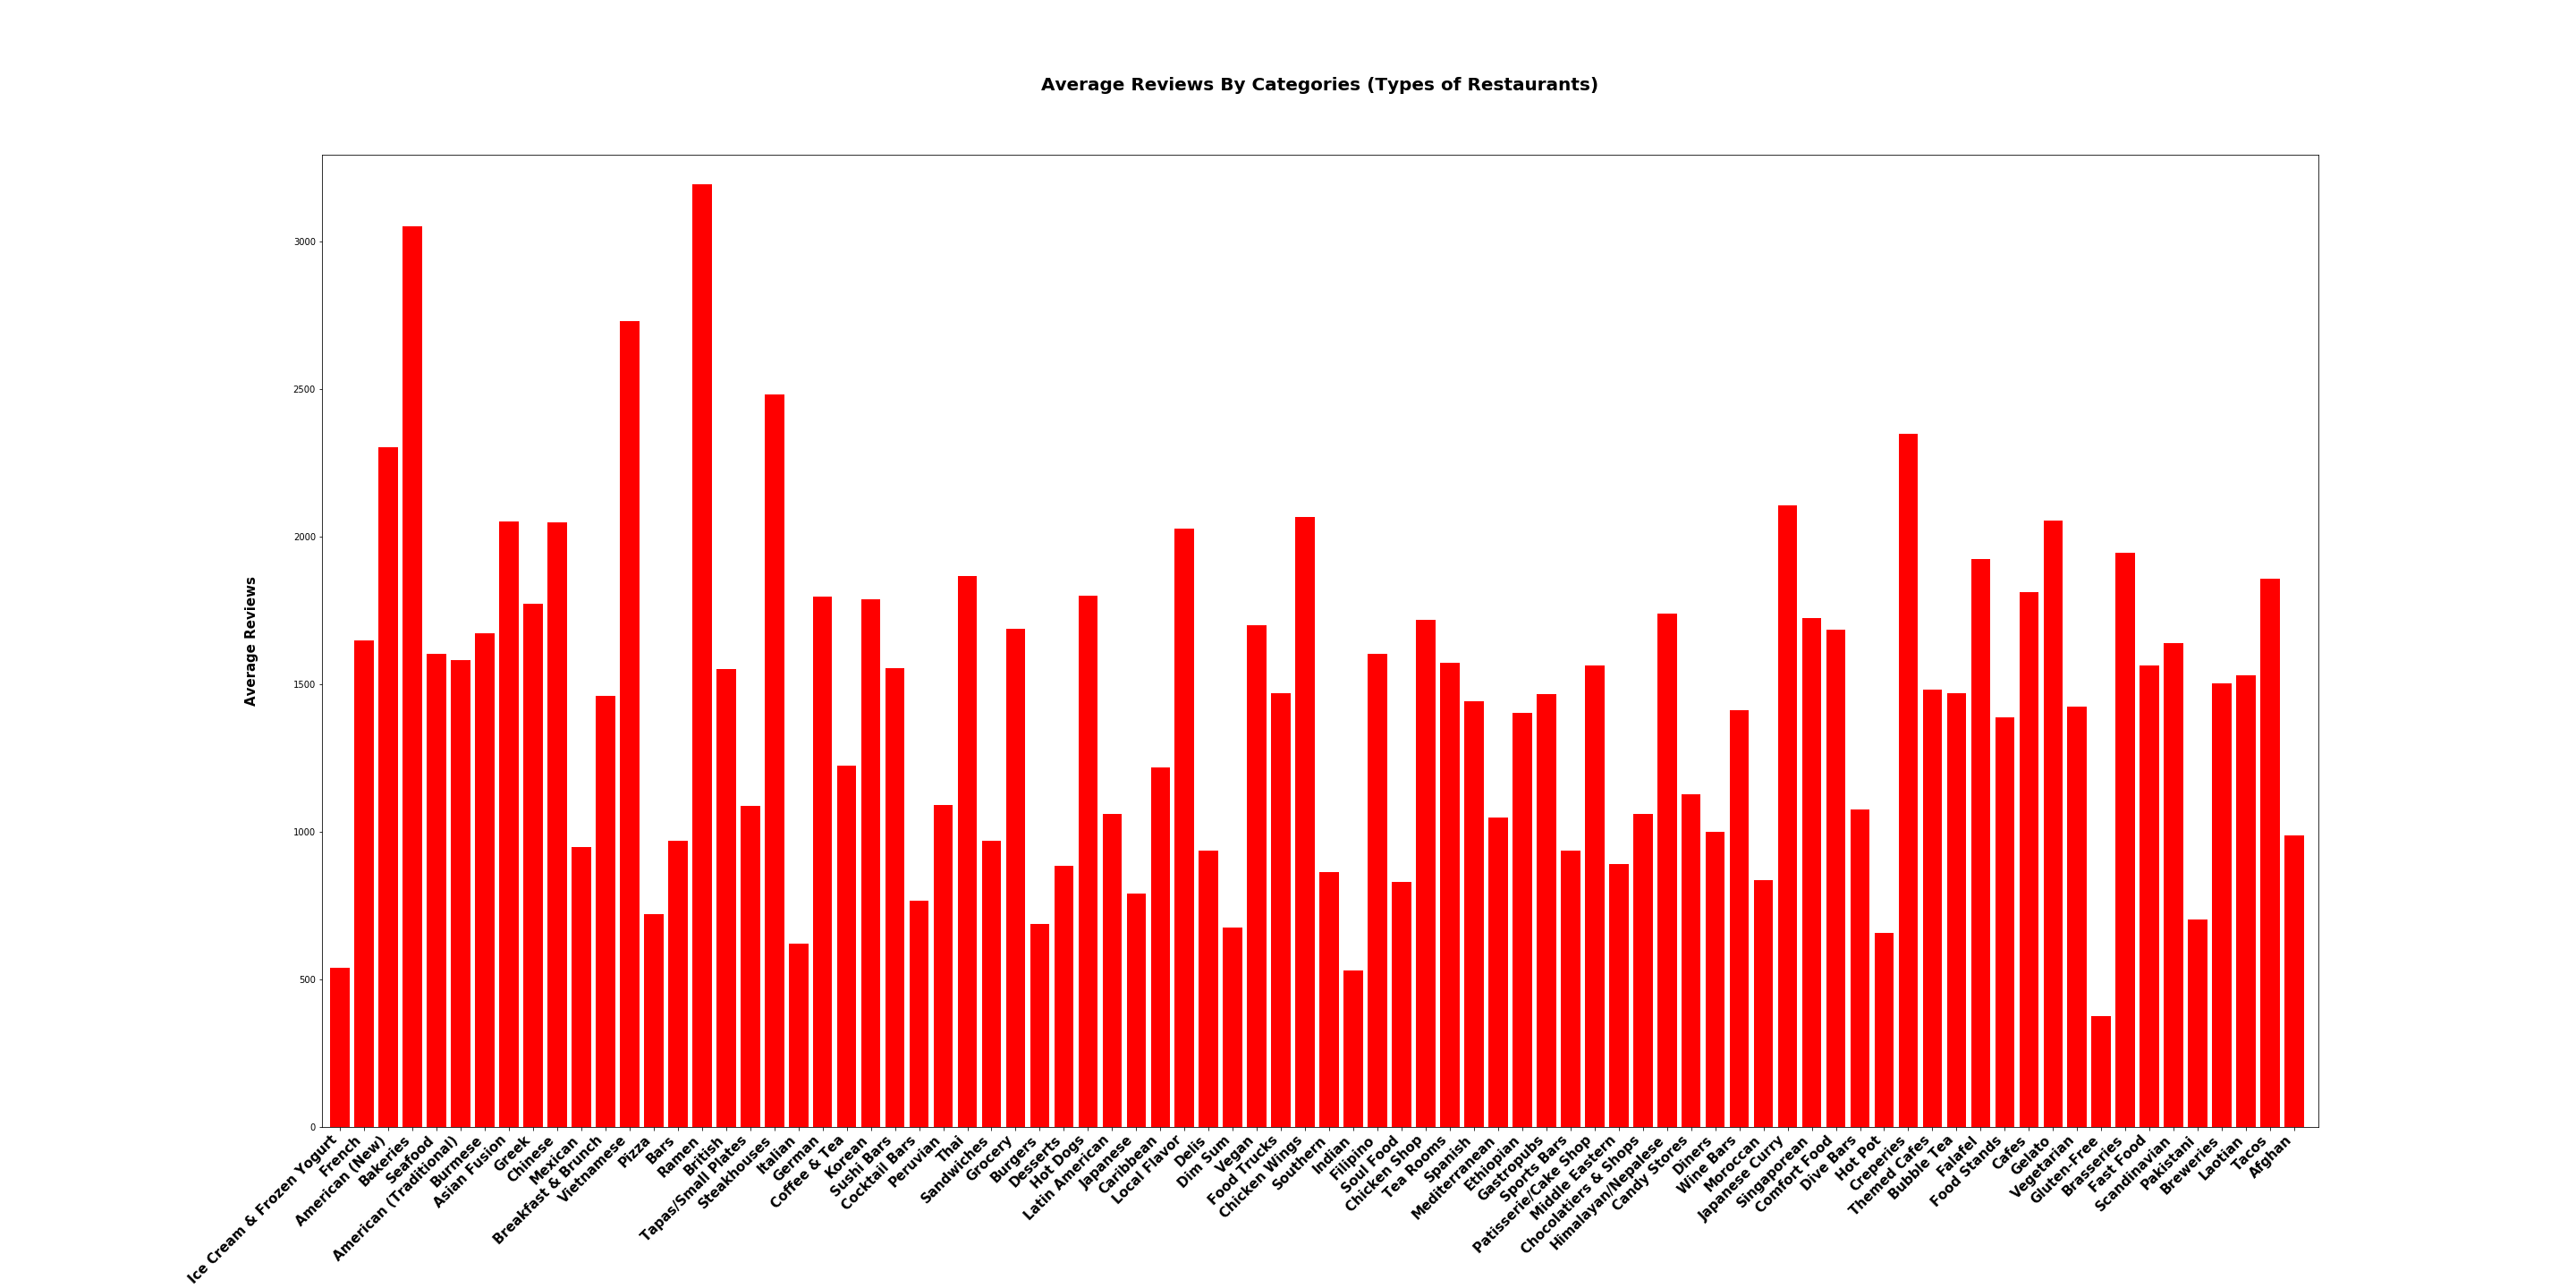 Average Reviews By Categories (Types of Restaurants)
Average Reviews
3000
2500
2000
1500
1000
500
0
Ice Cream & Frozen Yogurt
French
American (New)
Bakeries
Seafood
American (Traditional)
Burmese
Asian Fusion
Greek
Chinese
Mexican
Breakfast & Brunch
Vietnamese
Pizza
Bars
Ramen
British
Tapas/Small Plates
Steakhouses
Italian
German
Coffee & Tea
Korean
Sushi Bars
Cocktail Bars
Peruvian
Thai
Sandwiches
Grocery
Burgers
Desserts
Hot Dogs
Latin American
Japanese
Caribbean
Local Flavor
Delis
Dim Sum
Vegan
Food Trucks
Chicken Wings
Southern
Indian
Filipino
Soul Food
Chicken Shop
Tea Rooms
Spanish
Mediterranean
Ethiopian
Gastropubs
Sports Bars
Patisserie/Cake Shop
Middle Eastern
Chocolatiers & Shops
Himalayan/Nepalese
Candy Stores
Diners
Wine Bars
Moroccan
Japanese Curry
Singaporean
Comfort Food
Dive Bars
Hot Pot
Creperies
Themed Cafes
Bubble Tea
Falafel
Food Stands
Cafes
Gelato
Vegetarian
Gluten-Free
Brasseries
Fast Food
Scandinavian
Pakistani
Breweries
Laotian
Tacos
Afghan